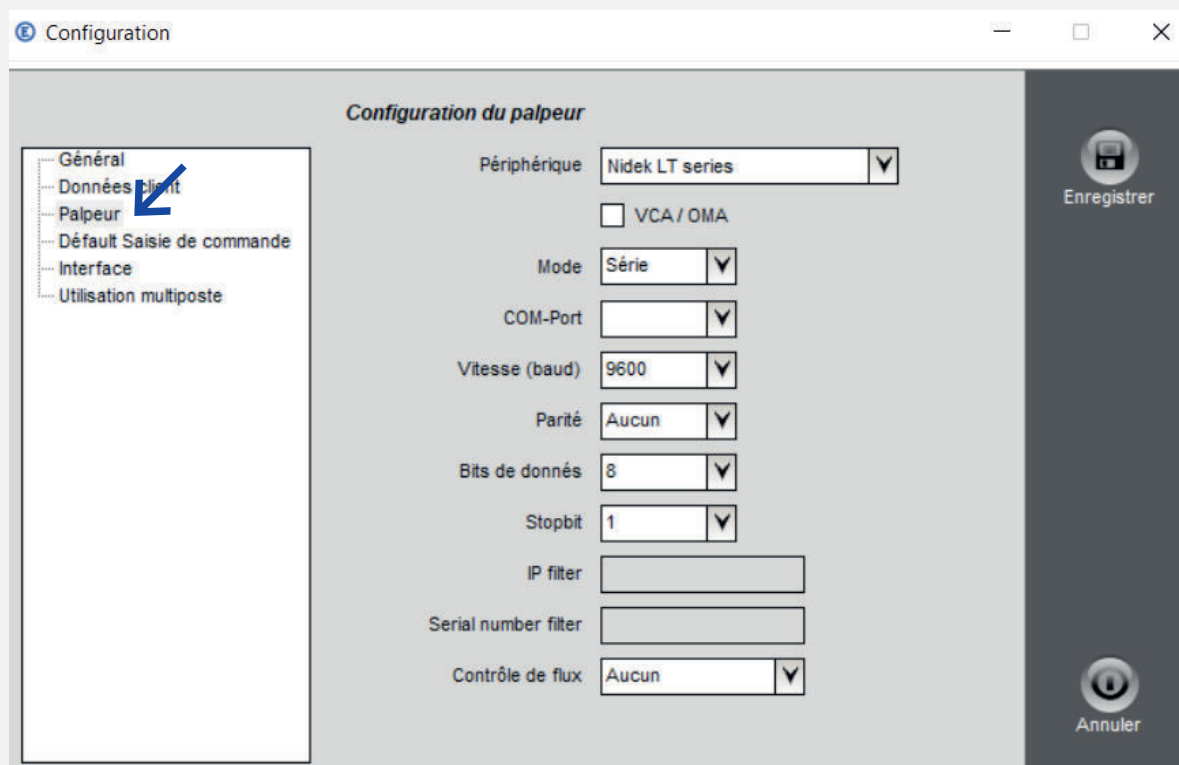 Configuration
Configuration du palpeur
Général
Données client
Palpeur
Défault Saisie de commande
Interface
Utilisation multiposte
Périphérique Nidek LT series
VCA / OMA
Mode Série
COM-Port
Vitesse (baud) 9600
Parité Aucun
Bits de donnés 8
Stopbit 1
IP filter
Serial number filter
Contrôle de flux Aucun
Enregistrer
Annuler